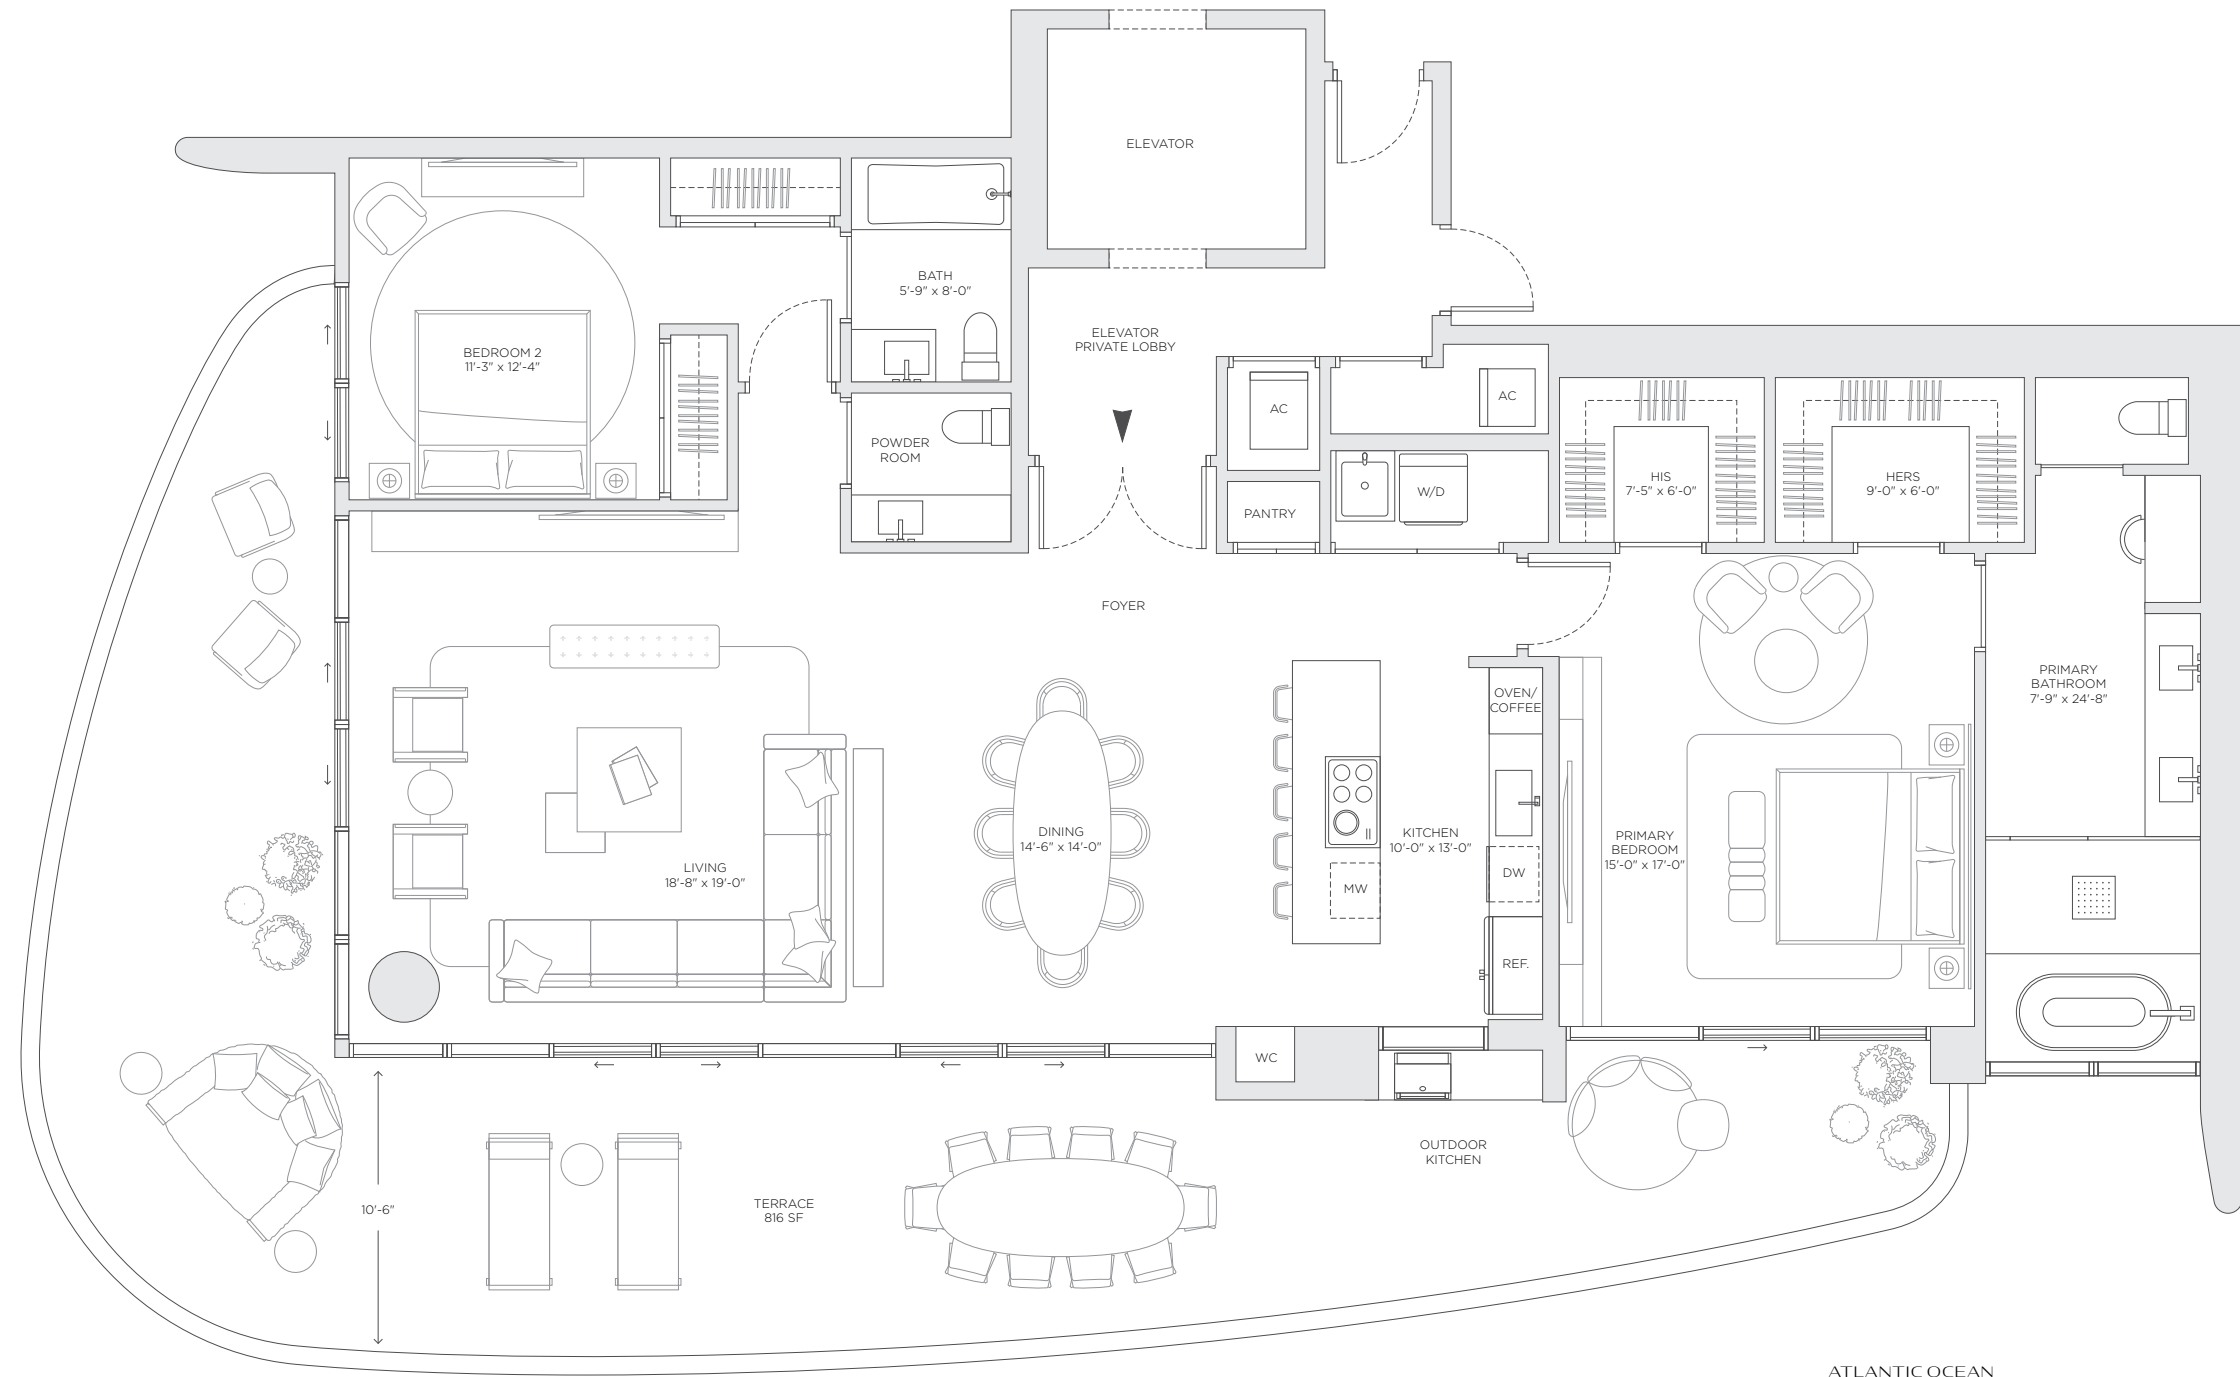 ELEVATOR
BATH
5'-9" x 8'-0"
ELEVATOR
PRIVATE LOBBY
BEDROOM 2
11'-3" x 12'-4"
AC
AC
POWDER
ROOM
HIS
7'-5" x 6'-0"
HERS
9'-0" x 6'-0"
W/D
PANTRY
FOYER
PRIMARY
BATHROOM
7'-9" x 24'-8"
OVEN/
COFFEE
DINING
14'-6" x 14'-0"
KITCHEN
10'-0" x 13'-0"
PRIMARY
BEDROOM
15'-0" x 17'-0"
LIVING
18'-8" x 19'-0"
DW
MW
REF.
WC
OUTDOOR
KITCHEN
10'-6"
TERRACE
816 SF
ATLANTIC OCEAN